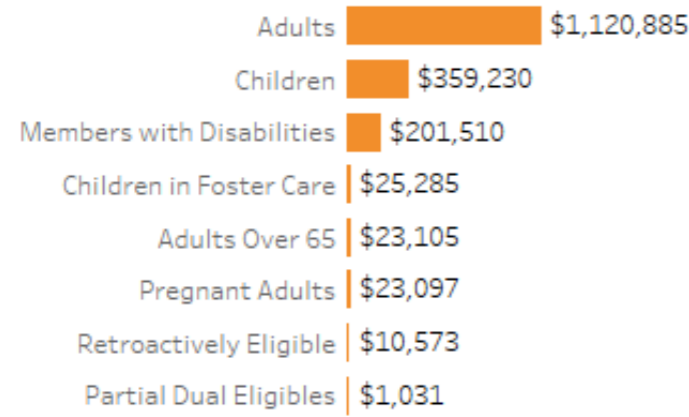 Adults $1,120,885
Children $359,230
Members with Disabilities $201,510
Children in Foster Care $25,285
Adults Over 65 $23,105
Pregnant Adults $23,097
Retroactively Eligible $10,573
Partial Dual Eligibles $1,031